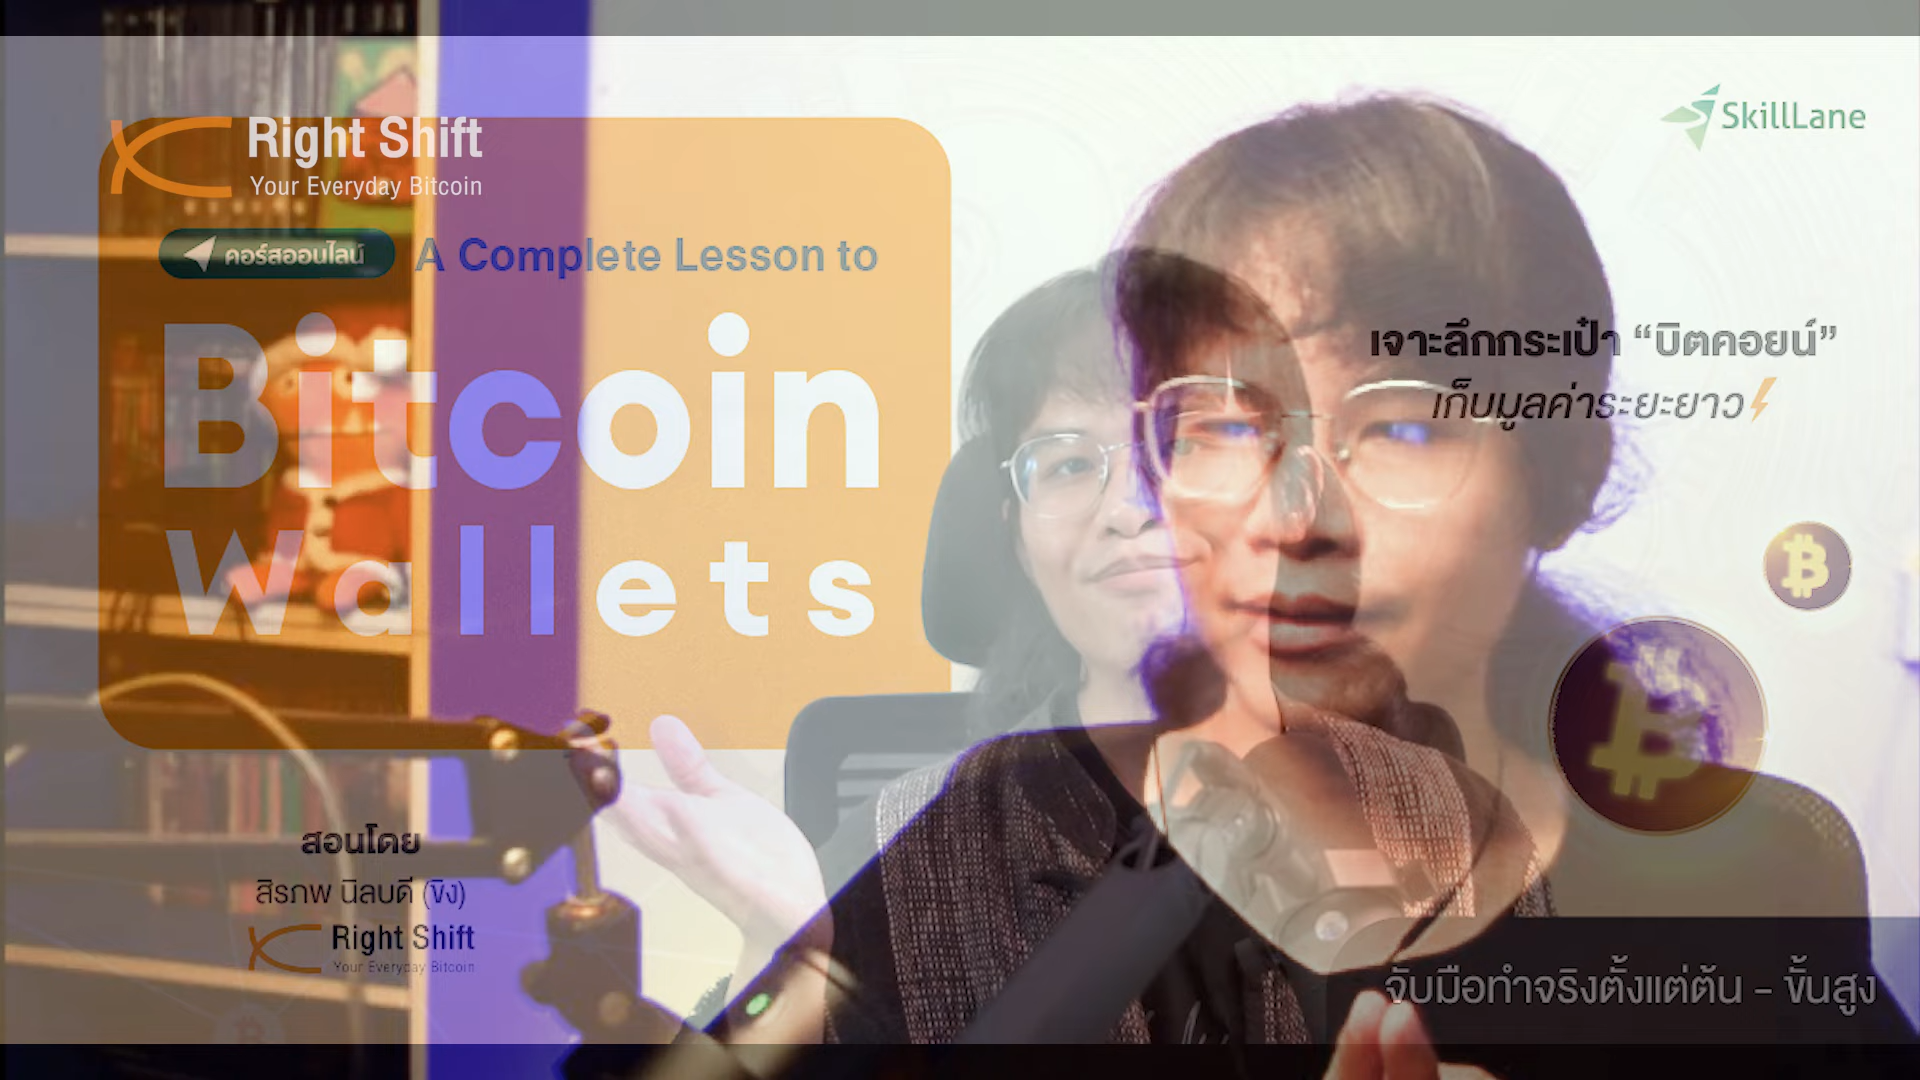 Right Shift
Your Everyday Bitcoin
SkillLane
คอร์สออนไลน์
A Complete Lesson to
Bitcoin
Wallets
เจาะลึกกระเป๋า “บิตคอยน์”
เก็บมูลค่าระยะยาว
สอนโดย
สิรภพ นิลบดี (ขิง)
Right Shift
Your Everyday Bitcoin
จับมือทำจริงตั้งแต่ต้น - ขั้นสูง